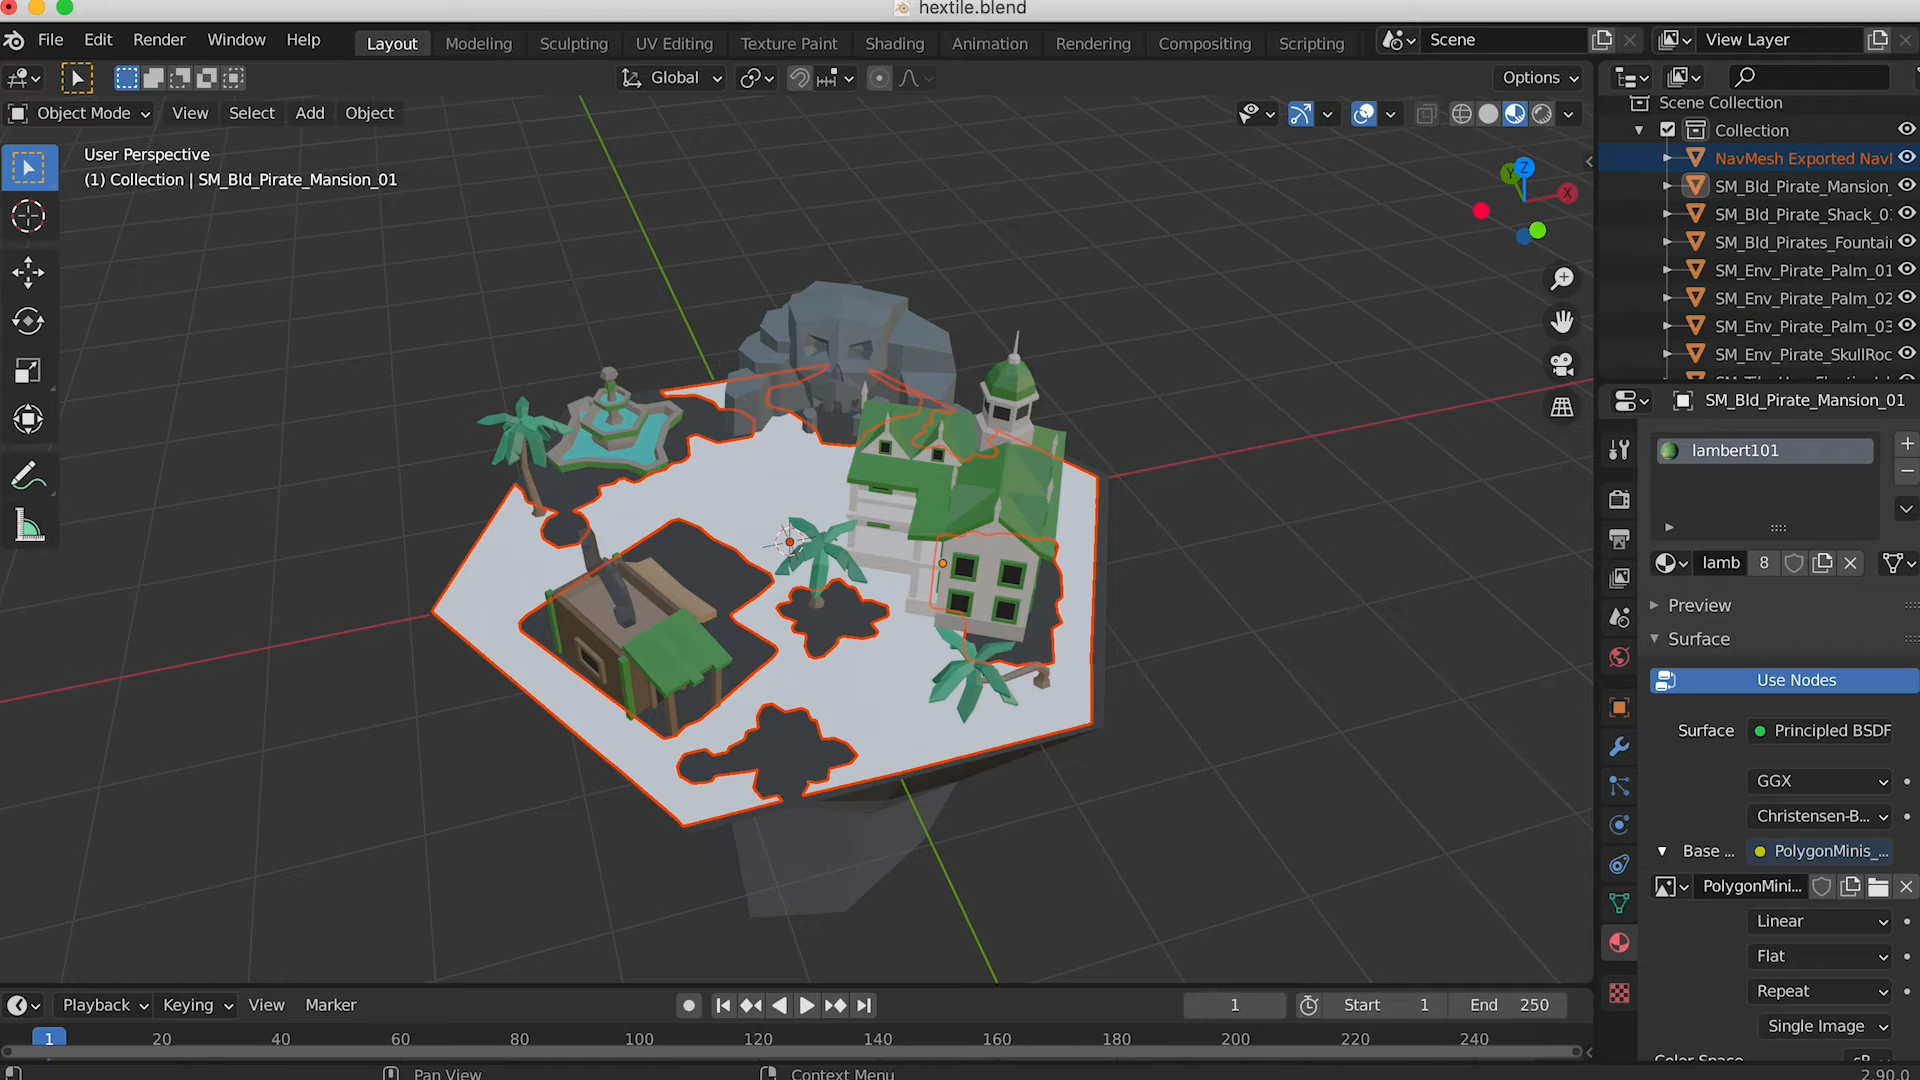 hextile.blend
File Edit Render Window Help Layout Modeling Sculpting UV Editing Texture Paint Shading Animation Rendering Compositing Scripting Scene View Layer
Global Options
Object Mode View Select Add Object
User Perspective
(1) Collection | SM_Bld_Pirate_Mansion_01
Y Z X
Scene Collection
Collection
NavMesh Exported Nav
SM_Bld_Pirate_Mansion_
SM_Bld_Pirate_Shack_0
SM_Bld_Pirates_Fountai
SM_Env_Pirate_Palm_01
SM_Env_Pirate_Palm_02
SM_Env_Pirate_Palm_03
SM_Env_Pirate_SkullRoc
SM_Bld_Pirate_Mansion_01
lambert101
lamb 8
Preview
Surface
Use Nodes
Surface Principled BSDF
GGX
Christensen-B...
Base ... PolygonMinis_...
PolygonMini...
Linear
Flat
Repeat
Single Image
Color Space
Playback Keying View Marker 1 Start 1 End 250
1 20 40 60 80 100 120 140 160 180 200 220 240
Pan View Context Menu 2.90.0